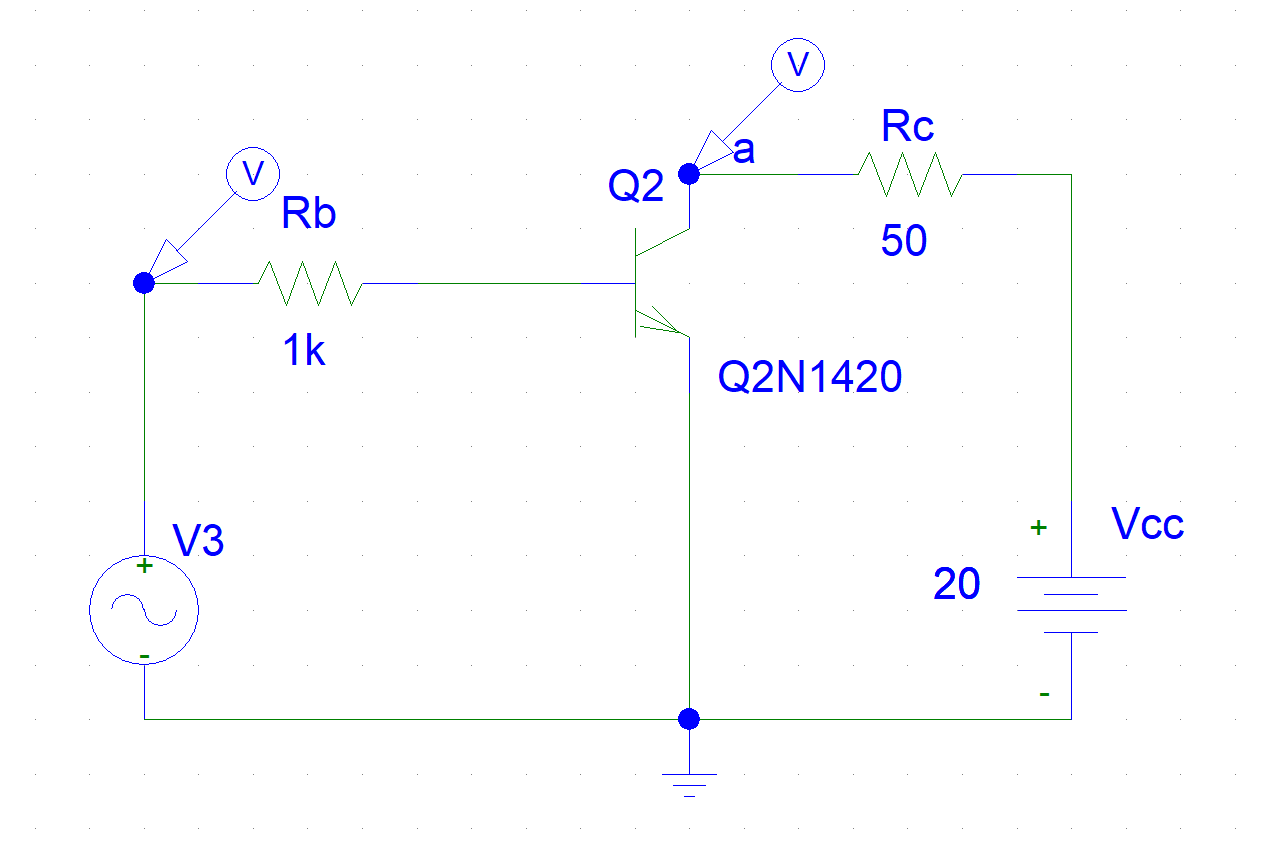 V
a
Rc
V
Rb
Q2
50
1k
Q2N1420
V3
+
-
+
Vcc
20
-